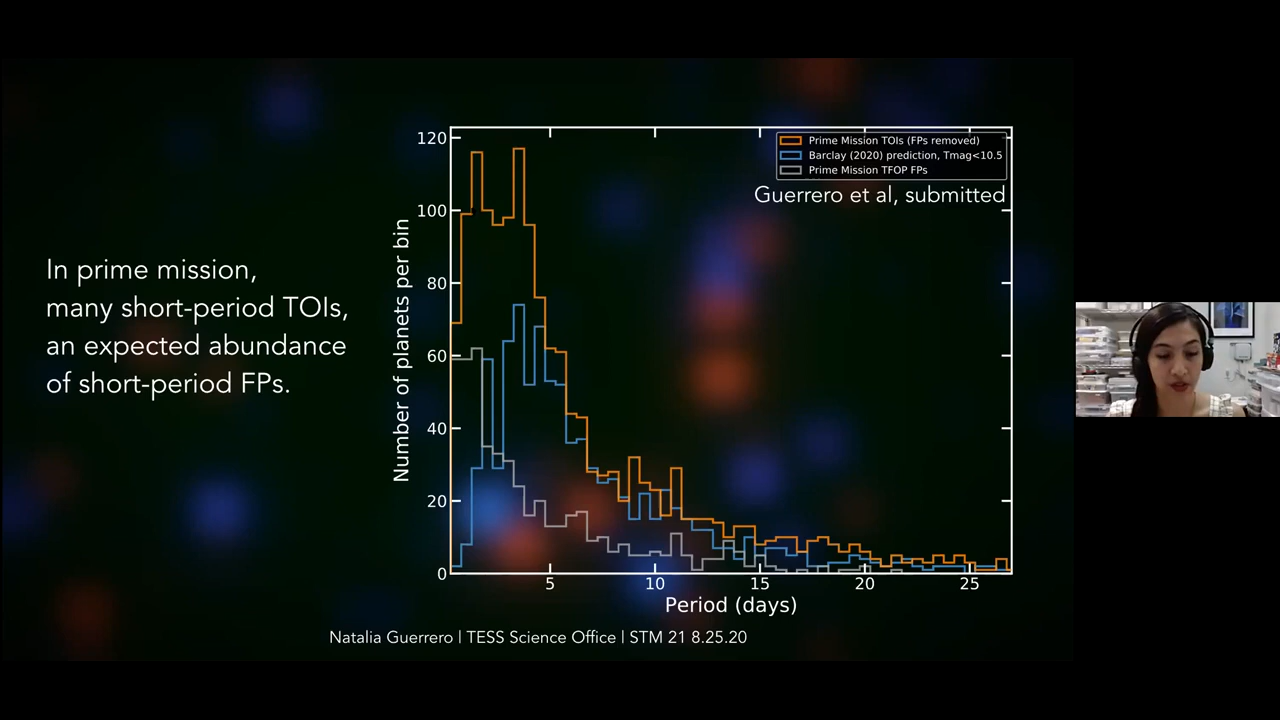 In prime mission,
many short-period TOIs,
an expected abundance
of short-period FPs.
120
100
80
60
40
20
0
Number of planets per bin
Prime Mission TOIs (FPs removed)
Barclay (2020) prediction, Tmag<10.5
Prime Mission TFOP FPs
Guerrero et al, submitted
5 10 15 20 25
Period (days)
Natalia Guerrero | TESS Science Office | STM 21 8.25.20